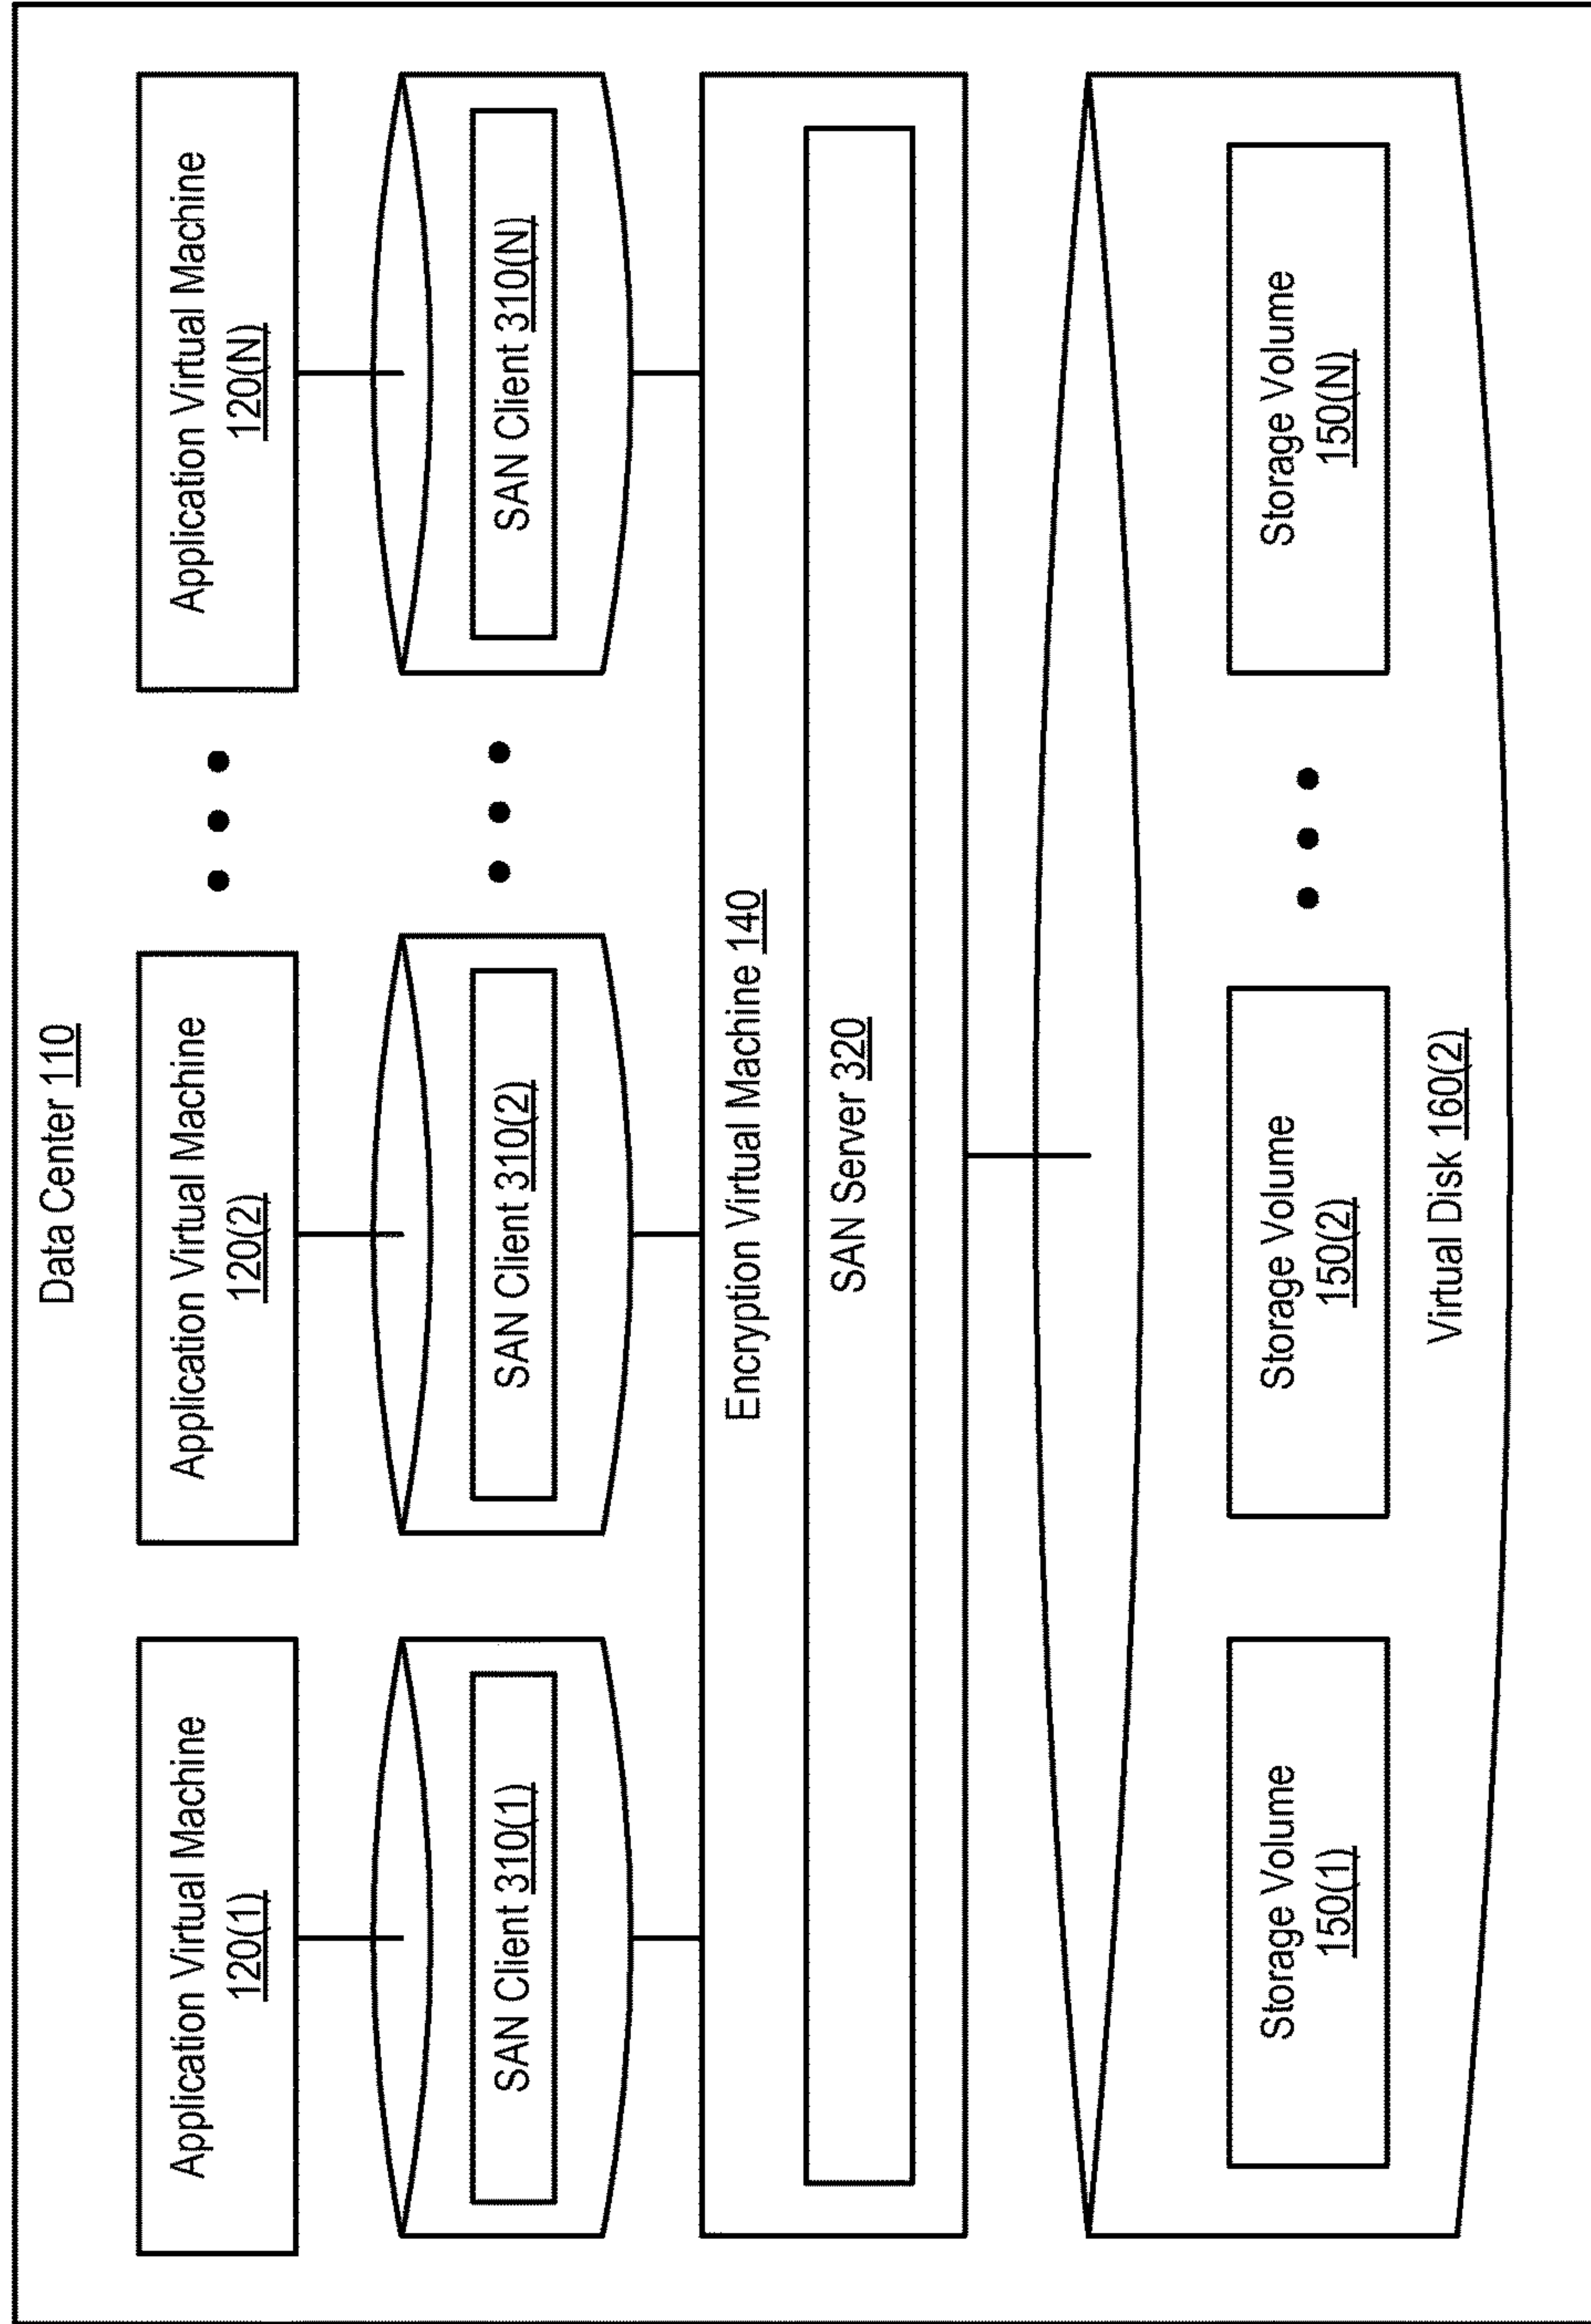 Data Center 110
Application Virtual Machine
120(1)
Application Virtual Machine
120(2)
Application Virtual Machine
120(N)
SAN Client 310(1)
SAN Client 310(2)
SAN Client 310(N)
Encryption Virtual Machine 140
SAN Server 320
Storage Volume
150(1)
Storage Volume
150(2)
Storage Volume
150(N)
Virtual Disk 160(2)